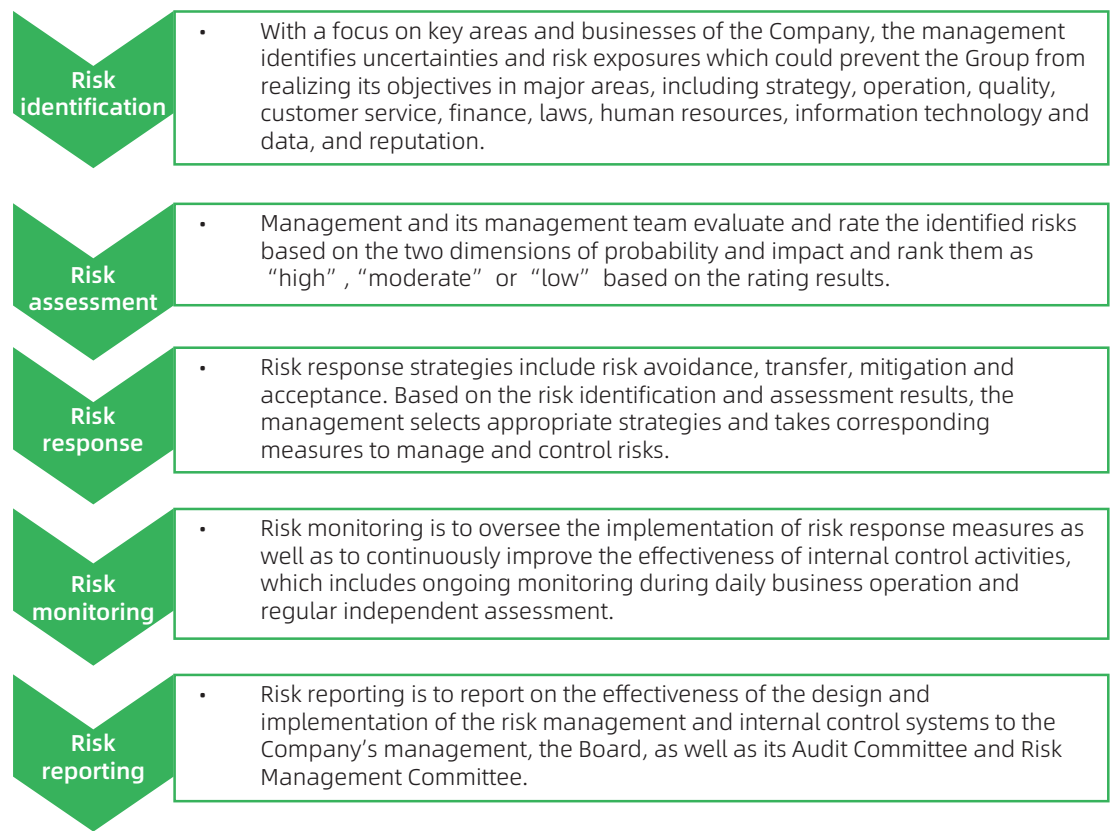 Risk
identification
• With a focus on key areas and businesses of the Company, the management
identifies uncertainties and risk exposures which could prevent the Group from
realizing its objectives in major areas, including strategy, operation, quality,
customer service, finance, laws, human resources, information technology and
data, and reputation.
Risk
assessment
• Management and its management team evaluate and rate the identified risks
based on the two dimensions of probability and impact and rank them as
“high”, “moderate” or “low” based on the rating results.
Risk
response
• Risk response strategies include risk avoidance, transfer, mitigation and
acceptance. Based on the risk identification and assessment results, the
management selects appropriate strategies and takes corresponding
measures to manage and control risks.
Risk
monitoring
• Risk monitoring is to oversee the implementation of risk response measures as
well as to continuously improve the effectiveness of internal control activities,
which includes ongoing monitoring during daily business operation and
regular independent assessment.
Risk
reporting
• Risk reporting is to report on the effectiveness of the design and
implementation of the risk management and internal control systems to the
Company’s management, the Board, as well as its Audit Committee and Risk
Management Committee.